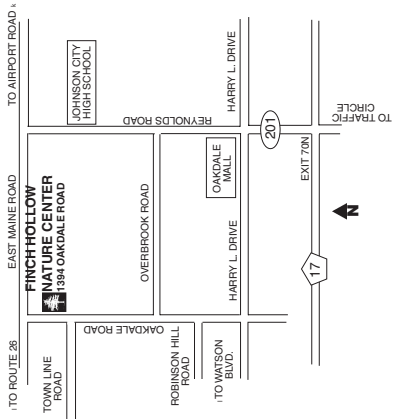 TO ROUTE 26
EAST MAINE ROAD
TO AIRPORT ROAD
TOWN LINE
ROAD
FINCH HOLLOW
NATURE CENTER
1394 OAKDALE ROAD
JOHNSON CITY
HIGH SCHOOL
OAKDALE ROAD
OVERBROOK ROAD
REYNOLDS ROAD
ROBINSON HILL
ROAD
OAKDALE
MALL
TO WATSON
BLVD.
HARRY L. DRIVE
HARRY L. DRIVE
201
EXIT 70N
17
TO TRAFFIC
CIRCLE
N